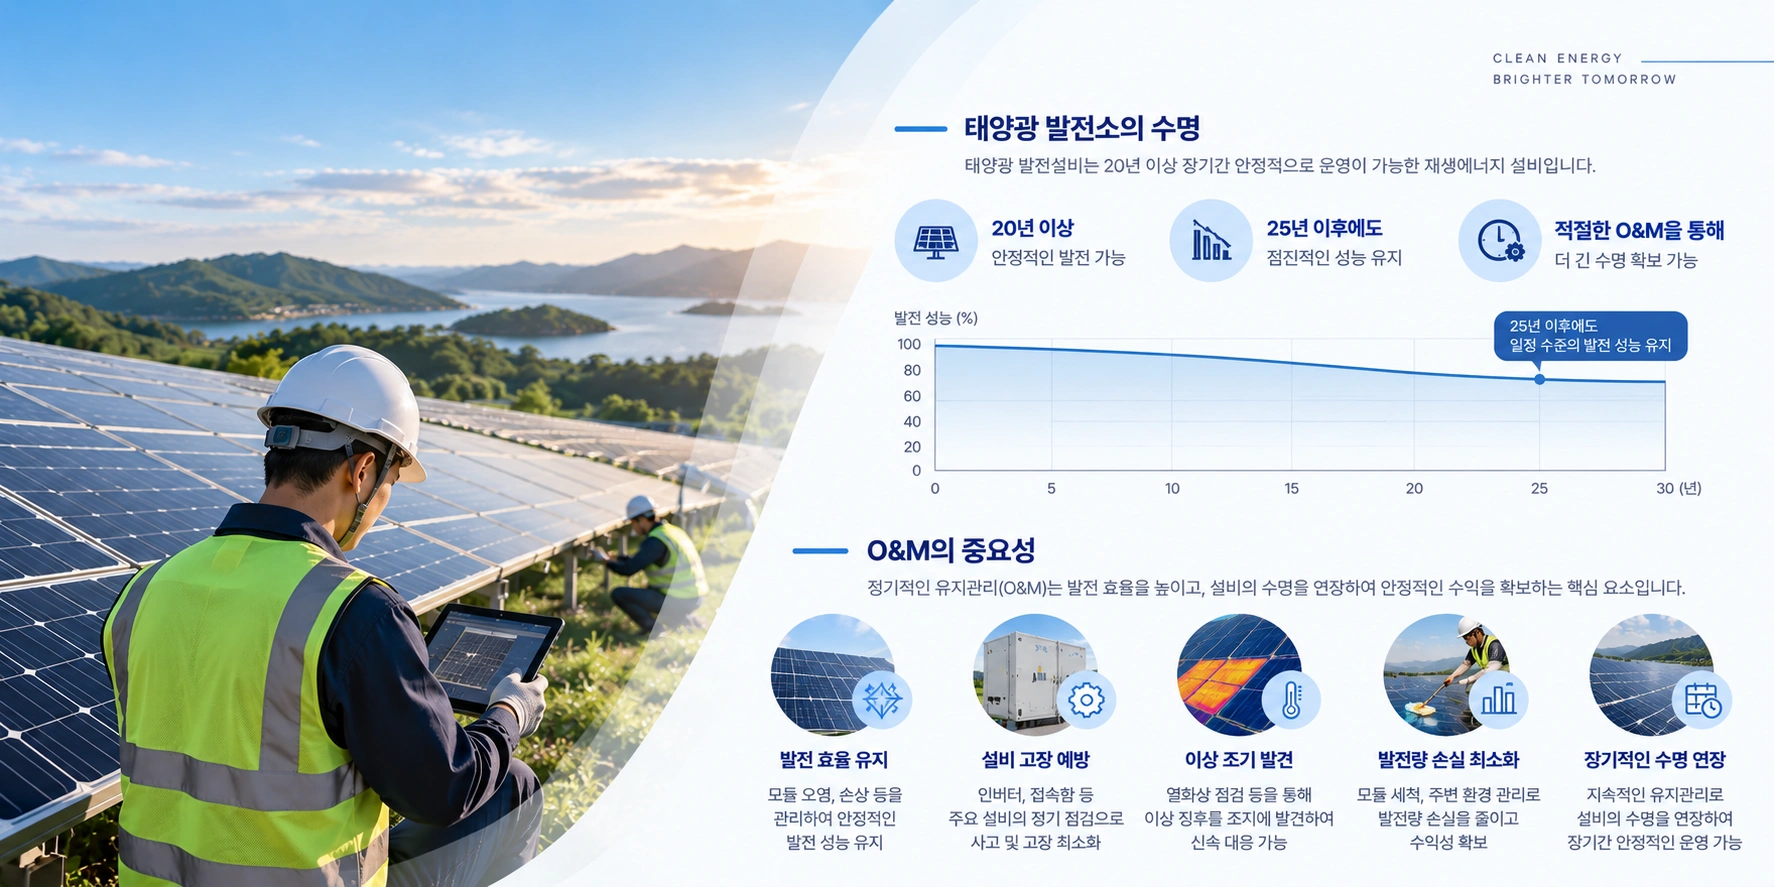 CLEAN ENERGY
BRIGHTER TOMORROW
태양광 발전소의 수명
태양광 발전설비는 20년 이상 장기간 안정적으로 운영이 가능한 재생에너지 설비입니다.
20년 이상
안정적인 발전 가능
25년 이후에도
점진적인 성능 유지
적절한 O&M을 통해
더 긴 수명 확보 가능
발전 성능 (%)
25년 이후에도
일정 수준의 발전 성능 유지
100
80
60
40
20
0
0 5 10 15 20 25 30 (년)
O&M의 중요성
정기적인 유지관리(O&M)는 발전 효율을 높이고, 설비의 수명을 연장하여 안정적인 수익을 확보하는 핵심 요소입니다.
발전 효율 유지
모듈 오염, 손상 등을
관리하여 안정적인
발전 성능 유지
설비 고장 예방
인버터, 접속함 등
주요 설비의 정기 점검으로
사고 및 고장 최소화
이상 조기 발견
열화상 점검 등을 통해
이상 징후를 조지에 발견하여
신속 대응 가능
발전량 손실 최소화
모듈 세척, 주변 환경 관리로
발전량 손실을 줄이고
수익성 확보
장기적인 수명 연장
지속적인 유지관리로
설비의 수명을 연장하여
장기간 안정적인 운영 가능